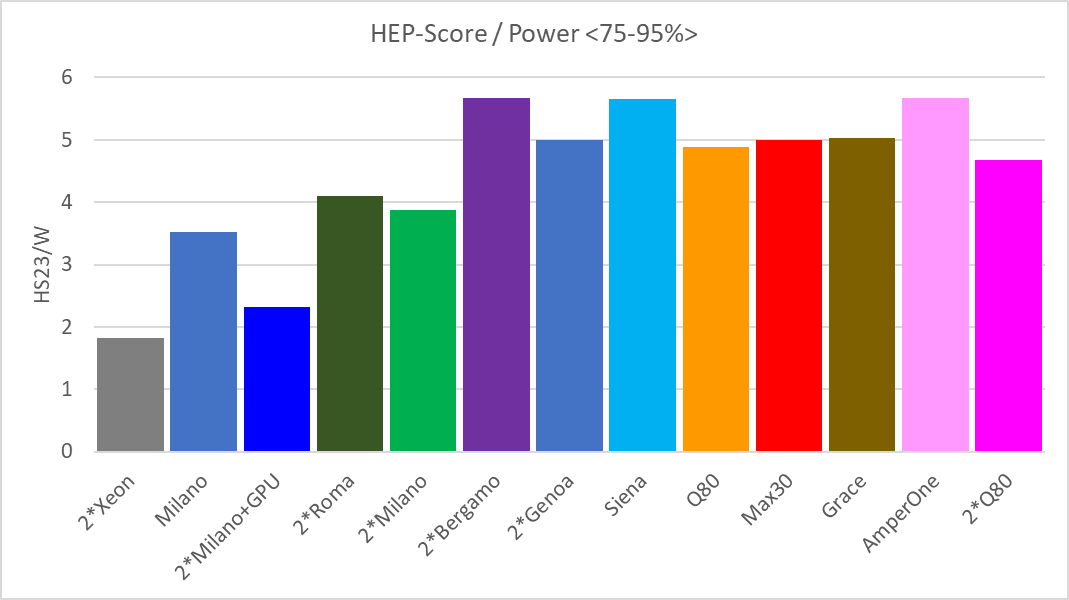 HEP-Score / Power <75-95%>
HS23/W
6
5
4
3
2
1
0
2*Xeon
Milano
2*Milano+GPU
2*Roma
2*Milano
2*Bergamo
2*Genoa
Siena
Q80
Max30
Grace
AmperOne
2*Q80